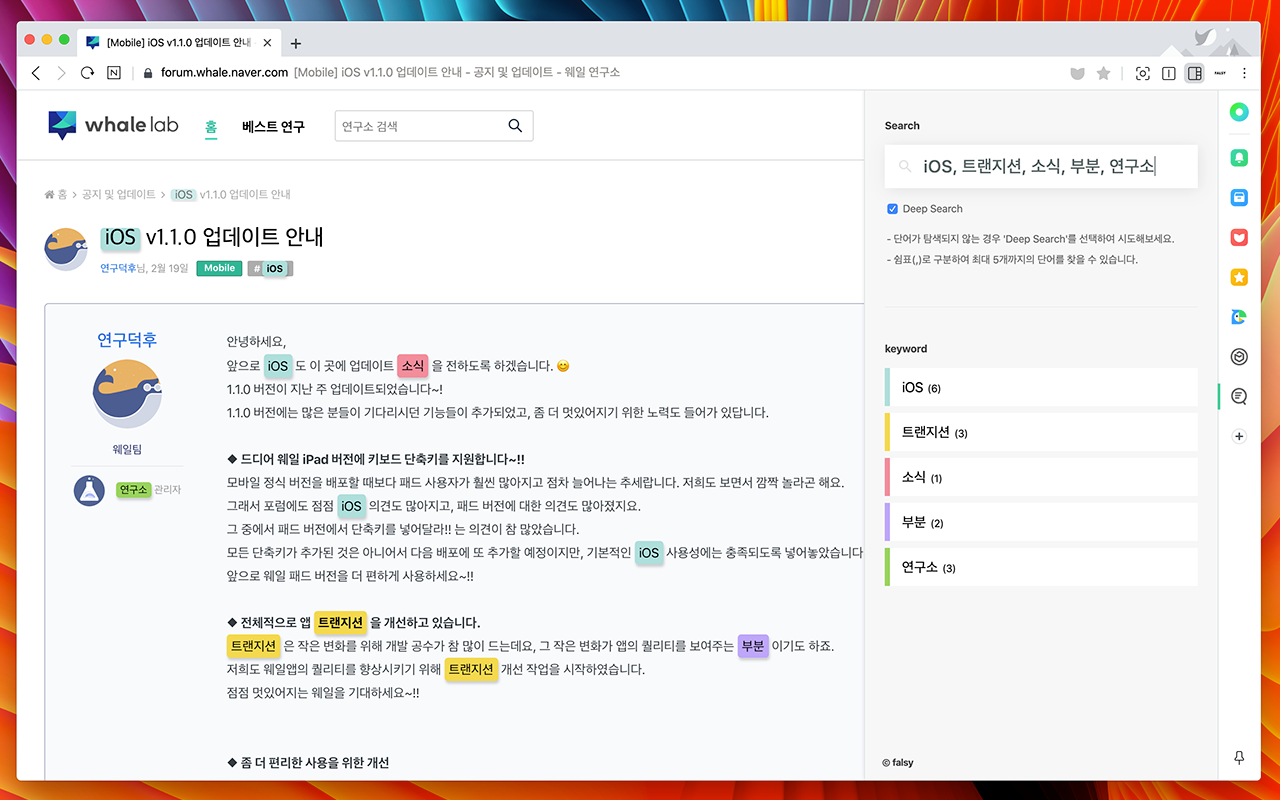 [Mobile] iOS v1.1.0 업데이트 안내
forum.whale.naver.com [Mobile] iOS v1.1.0 업데이트 안내 - 공지 및 업데이트 - 웨일 연구소
FALSY
whale lab 홈 베스트 연구 연구소 검색
홈 > 공지 및 업데이트 > iOS v1.1.0 업데이트 안내
iOS v1.1.0 업데이트 안내
연구덕후님, 2월 19일 Mobile # iOS
연구덕후
웨일팀
연구소 관리자
안녕하세요,
앞으로 iOS 도 이 곳에 업데이트 소식 을 전하도록 하겠습니다. 😊
1.1.0 버전이 지난 주 업데이트되었습니다~!
1.1.0 버전에는 많은 분들이 기다리시던 기능들이 추가되었고, 좀 더 멋있어지기 위한 노력도 들어가 있답니다.
◆ 드디어 웨일 iPad 버전에 키보드 단축키를 지원합니다~!!
모바일 정식 버전을 배포할 때보다 패드 사용자가 훨씬 많아지고 점차 늘어나는 추세랍니다. 저희도 보면서 깜짝 놀라곤 해요.
그래서 포럼에도 점점 iOS 의견도 많아지고, 패드 버전에 대한 의견도 많아졌지요.
그 중에서 패드 버전에서 단축키를 넣어달라!! 는 의견이 참 많았습니다.
모든 단축키가 추가된 것은 아니어서 다음 배포에 또 추가할 예정이지만, 기본적인 iOS 사용성에는 충족되도록 넣어놓았습니다
앞으로 웨일 패드 버전을 더 편하게 사용하세요~!!
◆ 전체적으로 앱 트랜지션 을 개선하고 있습니다.
트랜지션 은 작은 변화를 위해 개발 공수가 참 많이 드는데요, 그 작은 변화가 앱의 퀄리티를 보여주는 부분 이기도 하죠.
저희도 웨일앱의 퀄리티를 향상시키기 위해 트랜지션 개선 작업을 시작하였습니다.
점점 멋있어지는 웨일을 기대하세요~!!
◆ 좀 더 편리한 사용을 위한 개선
Search
iOS, 트랜지션, 소식, 부분, 연구소
Deep Search
- 단어가 탐색되지 않는 경우 'Deep Search'를 선택하여 시도해보세요.
- 쉼표(,)로 구분하여 최대 5개까지의 단어를 찾을 수 있습니다.
keyword
iOS (6)
트랜지션 (3)
소식 (1)
부분 (2)
연구소 (3)
© falsy